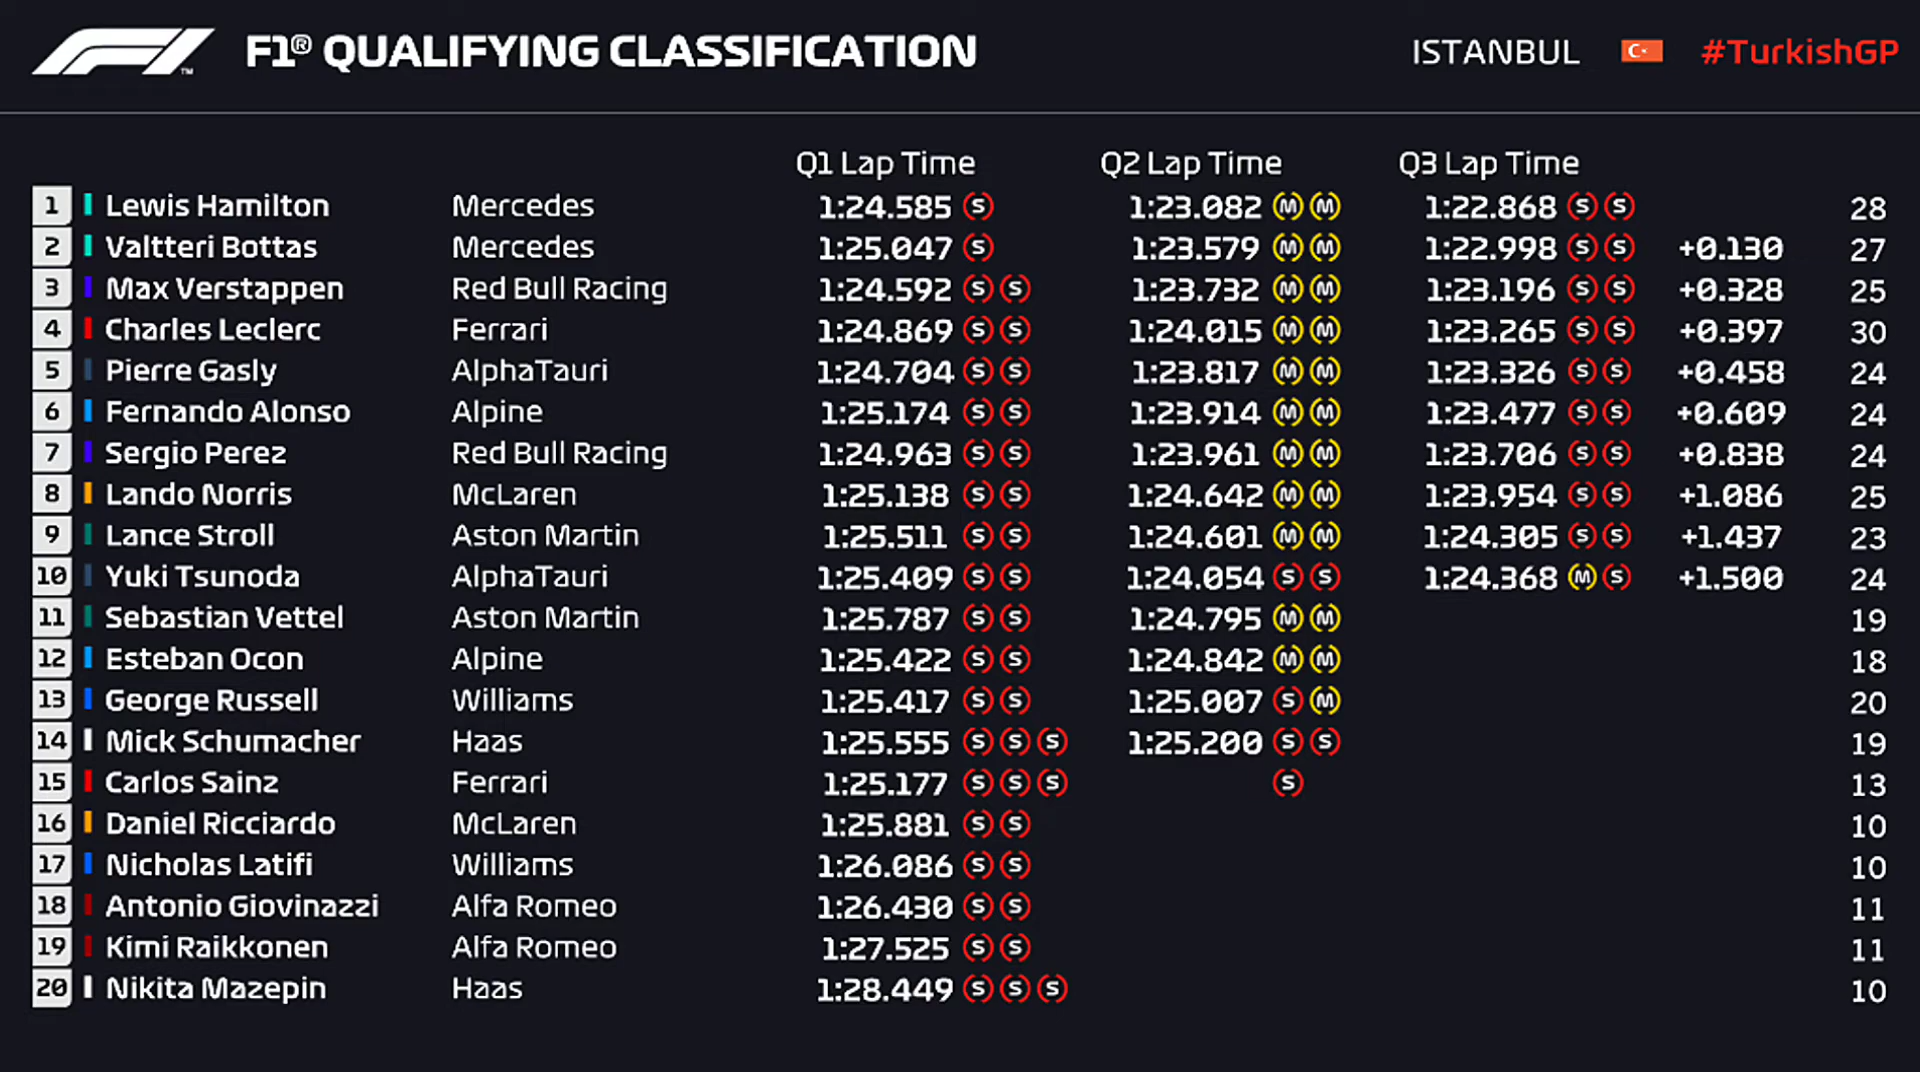 F1 ™ F1® QUALIFYING CLASSIFICATION ISTANBUL #TurkishGP
Q1 Lap Time Q2 Lap Time Q3 Lap Time
1 Lewis Hamilton Mercedes 1:24.585 S 1:23.082 M M 1:22.868 S S 28
2 Valtteri Bottas Mercedes 1:25.047 S 1:23.579 M M 1:22.998 S S +0.130 27
3 Max Verstappen Red Bull Racing 1:24.592 S S 1:23.732 M M 1:23.196 S S +0.328 25
4 Charles Leclerc Ferrari 1:24.869 S S 1:24.015 M M 1:23.265 S S +0.397 30
5 Pierre Gasly AlphaTauri 1:24.704 S S 1:23.817 M M 1:23.326 S S +0.458 24
6 Fernando Alonso Alpine 1:25.174 S S 1:23.914 M M 1:23.477 S S +0.609 24
7 Sergio Perez Red Bull Racing 1:24.963 S S 1:23.961 M M 1:23.706 S S +0.838 24
8 Lando Norris McLaren 1:25.138 S S 1:24.642 M M 1:23.954 S S +1.086 25
9 Lance Stroll Aston Martin 1:25.511 S S 1:24.601 M M 1:24.305 S S +1.437 23
10 Yuki Tsunoda AlphaTauri 1:25.409 S S 1:24.054 S S 1:24.368 M S +1.500 24
11 Sebastian Vettel Aston Martin 1:25.787 S S 1:24.795 M M 19
12 Esteban Ocon Alpine 1:25.422 S S 1:24.842 M M 18
13 George Russell Williams 1:25.417 S S 1:25.007 S M 20
14 Mick Schumacher Haas 1:25.555 S S S 1:25.200 S S 19
15 Carlos Sainz Ferrari 1:25.177 S S S S 13
16 Daniel Ricciardo McLaren 1:25.881 S S 10
17 Nicholas Latifi Williams 1:26.086 S S 10
18 Antonio Giovinazzi Alfa Romeo 1:26.430 S S 11
19 Kimi Raikkonen Alfa Romeo 1:27.525 S S 11
20 Nikita Mazepin Haas 1:28.449 S S S 10